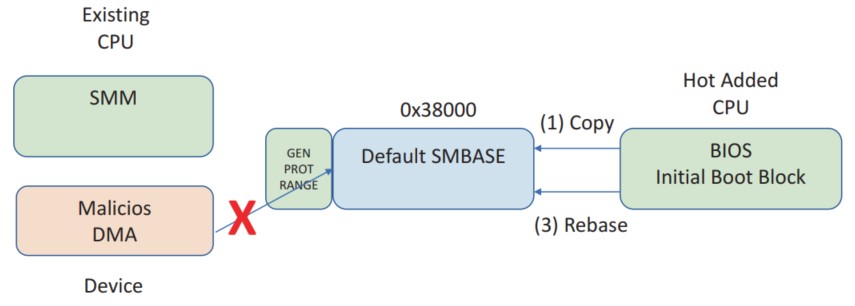 Existing
CPU
SMM
Malicios
DMA
Device
GEN
PROT
RANGE
X
0x38000
Default SMBASE
(1) Copy
(3) Rebase
Hot Added
CPU
BIOS
Initial Boot Block